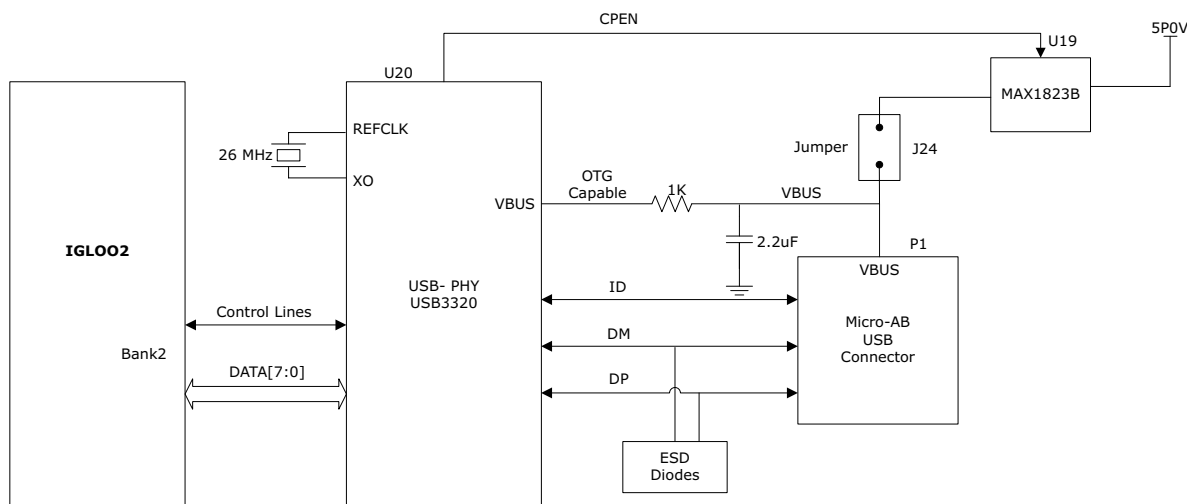 CPEN
5P0V
U19
U20
MAX1823B
REFCLK
26 MHz
Jumper
J24
XO
OTG
Capable
1K
VBUS
VBUS
2.2uF
P1
IGLOO2
VBUS
USB- PHY
USB3320
ID
Control Lines
Micro-AB
USB
Connector
DM
Bank2
DATA[7:0]
DP
ESD
Diodes